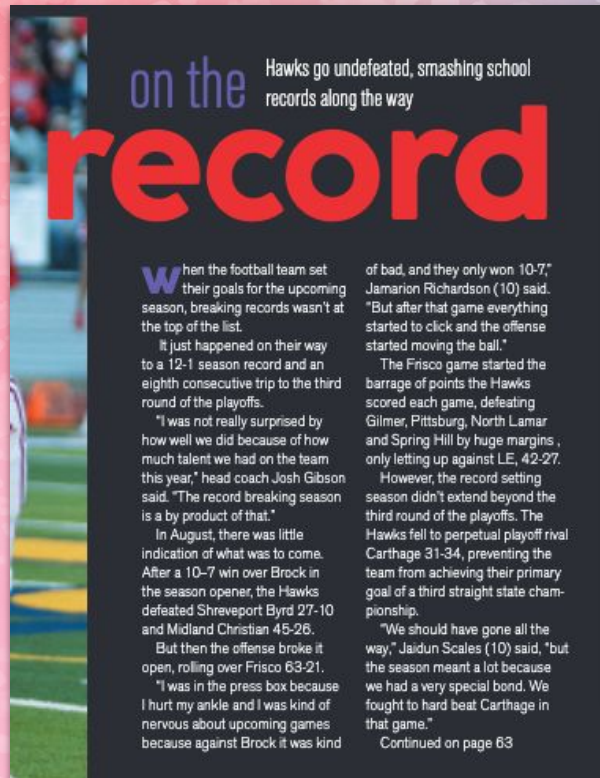 on the
Hawks go undefeated, smashing school
records along the way
record
When the football team set
their goals for the upcoming
season, breaking records wasn't at
the top of the list.
It just happened on their way
to a 12-1 season record and an
eighth consecutive trip to the third
round of the playoffs.
"I was not really surprised by
how well we did because of how
much talent we had on the team
this year," head coach Josh Gibson
said. "The record breaking season
is a by product of that."
In August, there was little
indication of what was to come.
After a 10–7 win over Brock in
the season opener, the Hawks
defeated Shreveport Byrd 27-10
and Midland Christian 45-26.
But then the offense broke it
open, rolling over Frisco 63-21.
"I was in the press box because
I hurt my ankle and I was kind of
nervous about upcoming games
because against Brock it was kind
of bad, and they only won 10-7,"
Jamarion Richardson (10) said.
"But after that game everything
started to click and the offense
started moving the ball."
The Frisco game started the
barrage of points the Hawks
scored each game, defeating
Gilmer, Pittsburg, North Lamar
and Spring Hill by huge margins ,
only letting up against LE, 42-27.
However, the record setting
season didn't extend beyond the
third round of the playoffs. The
Hawks fell to perpetual playoff rival
Carthage 31-34, preventing the
team from achieving their primary
goal of a third straight state cham-
pionship.
"We should have gone all the
way," Jaidun Scales (10) said, "but
the season meant a lot because
we had a very special bond. We
fought to hard beat Carthage in
that game."
Continued on page 63